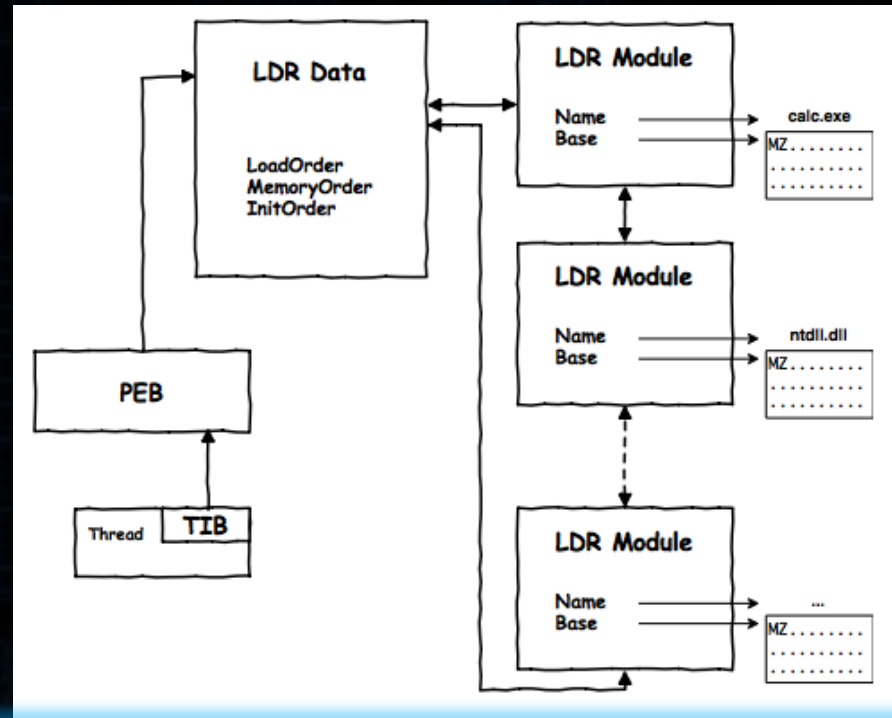 LDR Data
LoadOrder
MemoryOrder
InitOrder
PEB
Thread
TIB
LDR Module
Name
Base
calc.exe
MZ........
..........
..........
LDR Module
Name
Base
ntdll.dll
MZ........
..........
..........
LDR Module
Name
Base
...
MZ........
..........
..........